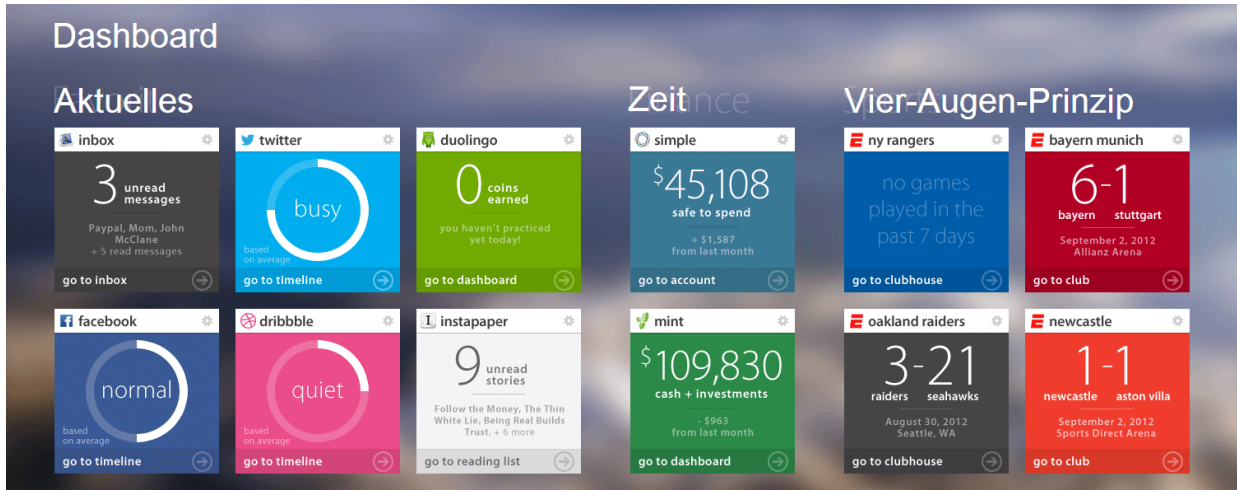 Dashboard
Aktuelles
Zeit
Vier-Augen-Prinzip
inbox
3 unread
messages
Paypal, Mom, John
McClane
+ 5 read messages
go to inbox
twitter
busy
based
on average
go to timeline
duolingo
0 coins
earned
you haven't practiced
yet today!
go to dashboard
simple
$45,108
safe to spend
+ $1,587
from last month
go to account
ny rangers
no games
played in the
past 7 days
go to clubhouse
bayern munich
6-1
bayern stuttgart
September 2, 2012
Allianz Arena
go to club
facebook
normal
based
on average
go to timeline
dribbble
quiet
based
on average
go to timeline
instapaper
9 unread
stories
Follow the Money, The Thin
White Lie, Being Real Builds
Trust, + 6 more
go to reading list
mint
$109,830
cash + investments
- $963
from last month
go to dashboard
oakland raiders
3-21
raiders seahawks
August 30, 2012
Seattle, WA
go to clubhouse
newcastle
1-1
newcastle aston villa
September 2, 2012
Sports Direct Arena
go to club